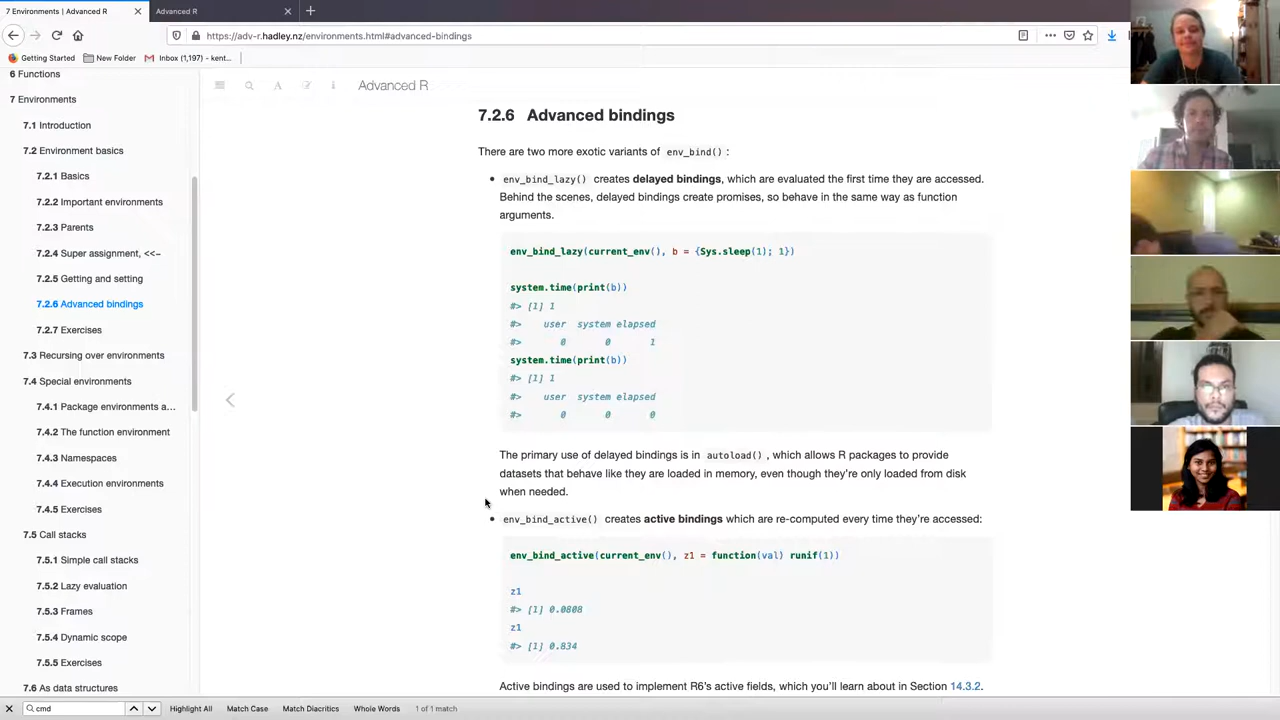 7 Environments | Advanced R
Advanced R
https://adv-r.hadley.nz/environments.html#advanced-bindings
Getting Started
New Folder
Inbox (1,197) - kent...
6 Functions
7 Environments
7.1 Introduction
7.2 Environment basics
7.2.1 Basics
7.2.2 Important environments
7.2.3 Parents
7.2.4 Super assignment, <<-
7.2.5 Getting and setting
7.2.6 Advanced bindings
7.2.7 Exercises
7.3 Recursing over environments
7.4 Special environments
7.4.1 Package environments a...
7.4.2 The function environment
7.4.3 Namespaces
7.4.4 Execution environments
7.4.5 Exercises
7.5 Call stacks
7.5.1 Simple call stacks
7.5.2 Lazy evaluation
7.5.3 Frames
7.5.4 Dynamic scope
7.5.5 Exercises
7.6 As data structures
Advanced R
7.2.6 Advanced bindings
There are two more exotic variants of env_bind() :
env_bind_lazy() creates delayed bindings, which are evaluated the first time they are accessed.
Behind the scenes, delayed bindings create promises, so behave in the same way as function
arguments.
env_bind_lazy(current_env(), b = {Sys.sleep(1); 1})
system.time(print(b))
#> [1] 1
#> user system elapsed
#> 0 0 1
system.time(print(b))
#> [1] 1
#> user system elapsed
#> 0 0 0
The primary use of delayed bindings is in autoload() , which allows R packages to provide
datasets that behave like they are loaded in memory, even though they're only loaded from disk
when needed.
env_bind_active() creates active bindings which are re-computed every time they're accessed:
env_bind_active(current_env(), z1 = function(val) runif(1))
z1
#> [1] 0.0808
z1
#> [1] 0.834
Active bindings are used to implement R6's active fields, which you'll learn about in Section 14.3.2.
cmd
Highlight All
Match Case
Match Diacritics
Whole Words
1 of 1 match